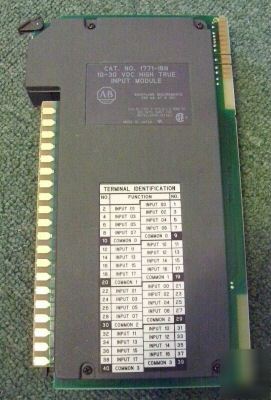 CAT. NO. 1771-IBN
10-30 VDC HIGH TRUE
INPUT MODULE
AB
TERMINAL IDENTIFICATION
NO. FUNCTION NO.
2 INPUT 01 INPUT 00 1
4 INPUT 03 INPUT 02 3
6 INPUT 05 INPUT 04 5
8 INPUT 07 INPUT 06 7
10 COMMON 0 COMMON 0 9
12 INPUT 11 INPUT 10 11
14 INPUT 13 INPUT 12 13
16 INPUT 15 INPUT 14 15
18 INPUT 17 INPUT 16 17
20 COMMON 1 COMMON 1 19
22 INPUT 01 INPUT 00 21
24 INPUT 03 INPUT 02 23
26 INPUT 05 INPUT 04 25
28 INPUT 07 INPUT 06 27
30 COMMON 2 COMMON 2 29
32 INPUT 11 INPUT 10 31
34 INPUT 13 INPUT 12 33
36 INPUT 15 INPUT 14 35
38 INPUT 17 INPUT 16 37
40 COMMON 3 COMMON 3 39